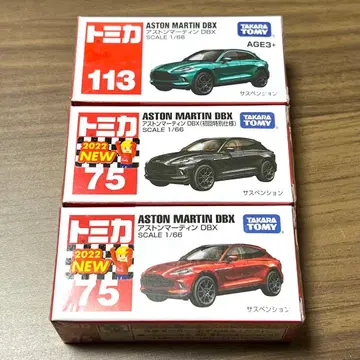 トミカ
113
ASTON MARTIN DBX
アストンマーティン DBX
SCALE 1/66
TAKARA TOMY
AGE3+
サスペンション
トミカ
2022
NEW
75
ASTON MARTIN DBX
アストンマーティン DBX(初回特別仕様)
SCALE 1/66
TAKARA TOMY
サスペンション
トミカ
2022
NEW
75
ASTON MARTIN DBX
アストンマーティン DBX
SCALE 1/66
TAKARA TOMY
サスペンション